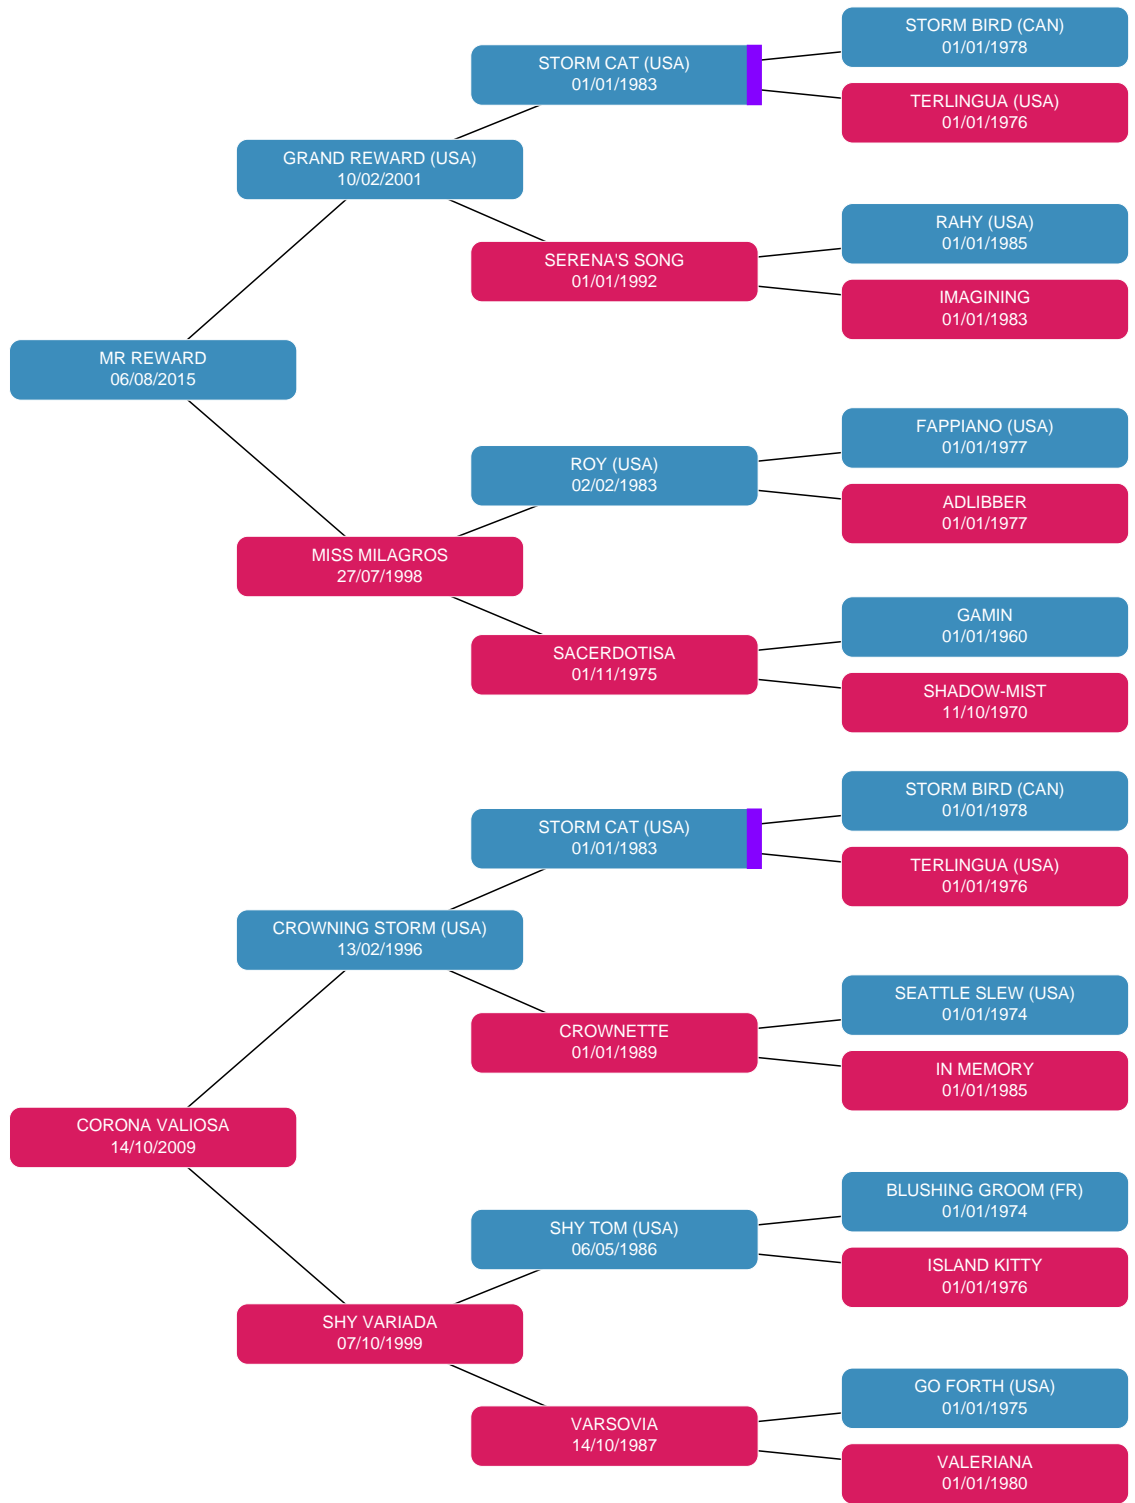 STORM BIRD (CAN)
01/01/1978
STORM CAT (USA)
01/01/1983
TERLINGUA (USA)
01/01/1976
GRAND REWARD (USA)
10/02/2001
RAHY (USA)
01/01/1985
SERENA'S SONG
01/01/1992
IMAGINING
01/01/1983
MR REWARD
06/08/2015
FAPPIANO (USA)
01/01/1977
ROY (USA)
02/02/1983
ADLIBBER
01/01/1977
MISS MILAGROS
27/07/1998
GAMIN
01/01/1960
SACERDOTISA
01/11/1975
SHADOW-MIST
11/10/1970
STORM BIRD (CAN)
01/01/1978
STORM CAT (USA)
01/01/1983
TERLINGUA (USA)
01/01/1976
CROWNING STORM (USA)
13/02/1996
SEATTLE SLEW (USA)
01/01/1974
CROWNETTE
01/01/1989
IN MEMORY
01/01/1985
CORONA VALIOSA
14/10/2009
BLUSHING GROOM (FR)
01/01/1974
SHY TOM (USA)
06/05/1986
ISLAND KITTY
01/01/1976
SHY VARIADA
07/10/1999
GO FORTH (USA)
01/01/1975
VARSOVIA
14/10/1987
VALERIANA
01/01/1980